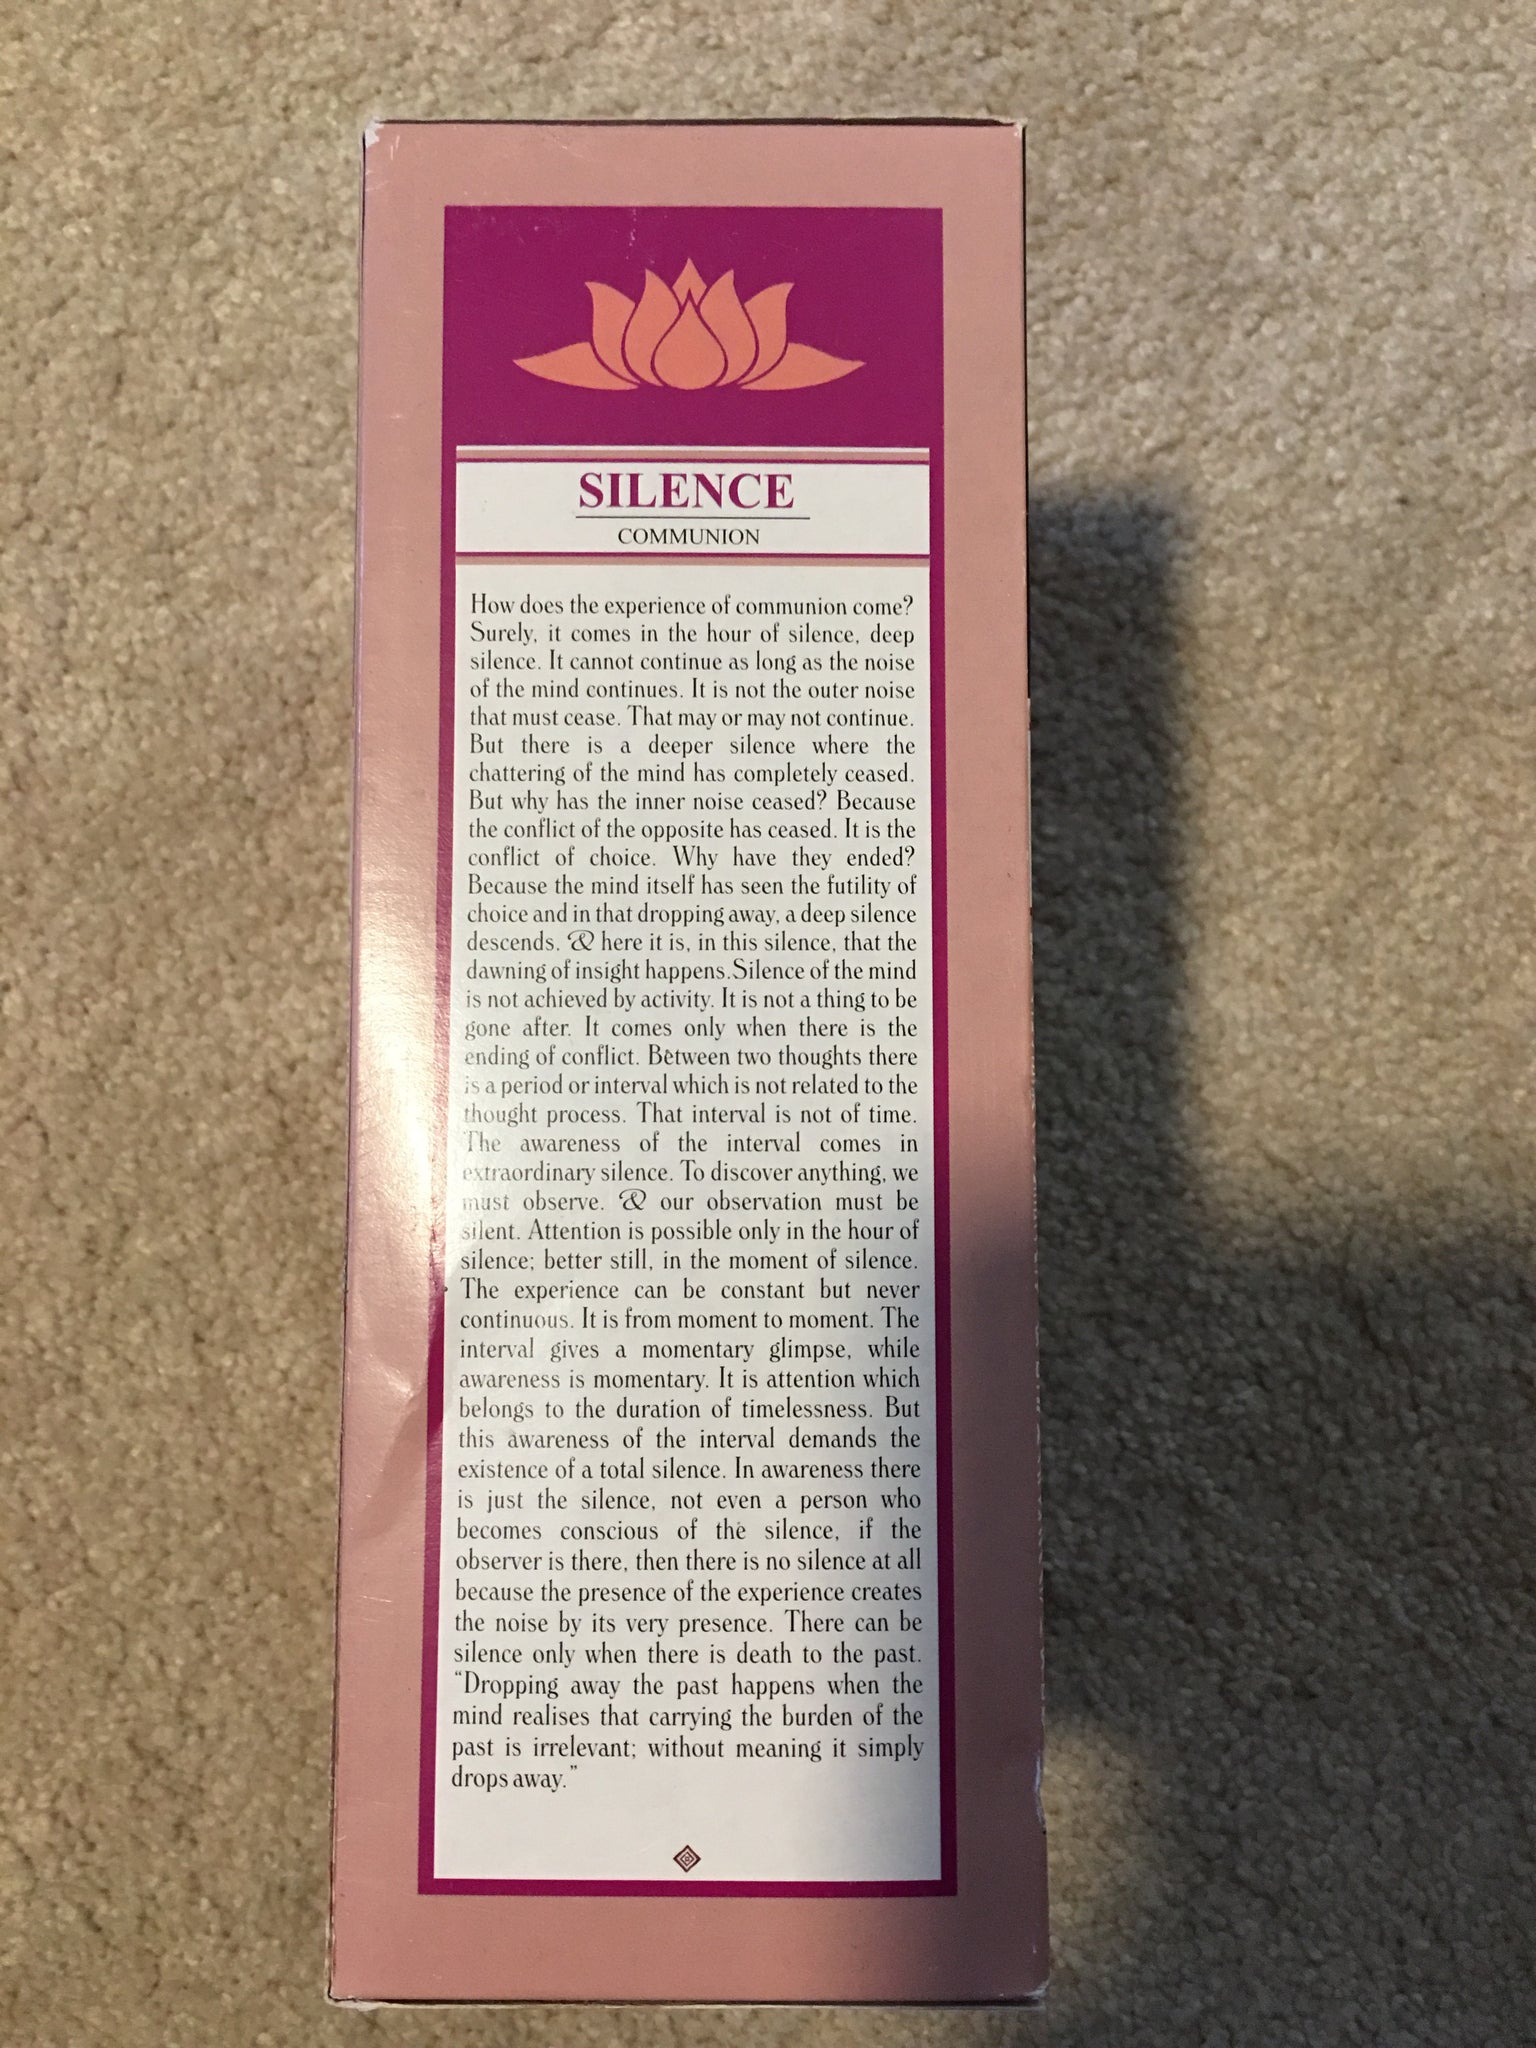 SILENCE
COMMUNION
How does the experience of communion come?
Surely, it comes in the hour of silence, deep
silence. It cannot continue as long as the noise
of the mind continues. It is not the outer noise
that must cease. That may or may not continue.
But there is a deeper silence where the
chattering of the mind has completely ceased.
But why has the inner noise ceased? Because
the conflict of the opposite has ceased. It is the
conflict of choice. Why have they ended?
Because the mind itself has seen the futility of
choice and in that dropping away, a deep silence
descends. & here it is, in this silence, that the
dawning of insight happens.Silence of the mind
is not achieved by activity. It is not a thing to be
gone after. It comes only when there is the
ending of conflict. Between two thoughts there
is a period or interval which is not related to the
thought process. That interval is not of time.
The awareness of the interval comes in
extraordinary silence. To discover anything, we
must observe. & our observation must be
silent. Attention is possible only in the hour of
silence; better still, in the moment of silence.
The experience can be constant but never
continuous. It is from moment to moment. The
interval gives a momentary glimpse, while
awareness is momentary. It is attention which
belongs to the duration of timelessness. But
this awareness of the interval demands the
existence of a total silence. In awareness there
is just the silence, not even a person who
becomes conscious of the silence, if the
observer is there, then there is no silence at all
because the presence of the experience creates
the noise by its very presence. There can be
silence only when there is death to the past.
“Dropping away the past happens when the
mind realises that carrying the burden of the
past is irrelevant; without meaning it simply
drops away.”